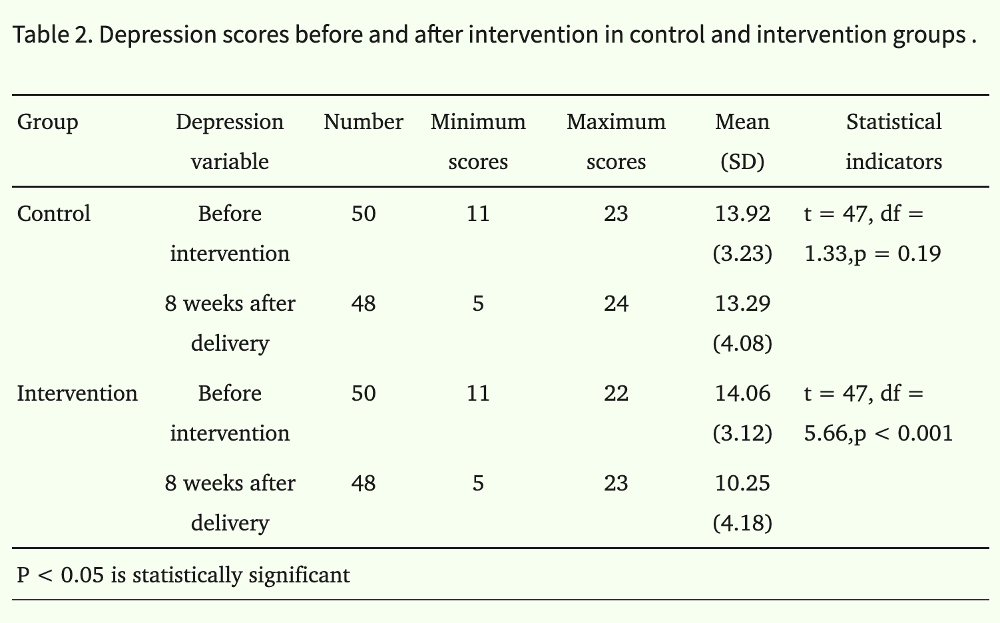 Table 2. Depression scores before and after intervention in control and intervention groups .
Group Depression variable Number Minimum scores Maximum scores Mean (SD) Statistical indicators
Control Before intervention 50 11 23 13.92 (3.23) t = 47, df = 1.33,p = 0.19
8 weeks after delivery 48 5 24 13.29 (4.08)
Intervention Before intervention 50 11 22 14.06 (3.12) t = 47, df = 5.66,p < 0.001
8 weeks after delivery 48 5 23 10.25 (4.18)
P < 0.05 is statistically significant